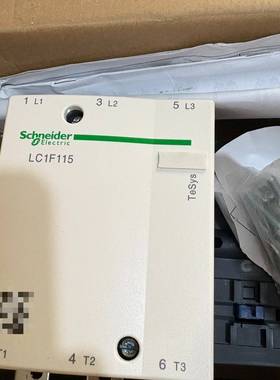 1 L1 3 L2 5 L3
Schneider
Electric
LC1F115
TeSys
T1 4 T2 6 T3